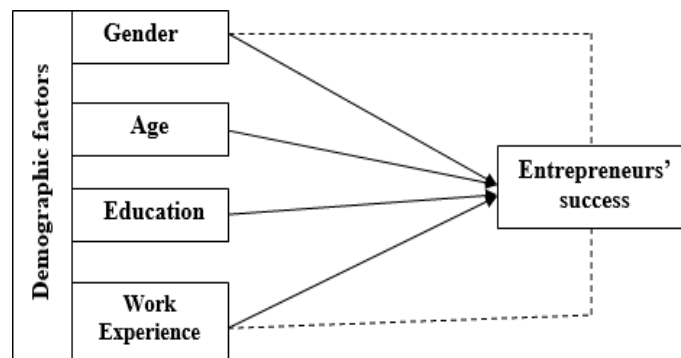 Demographic factors
Gender
Age
Education
Work
Experience
Entrepreneurs’
success